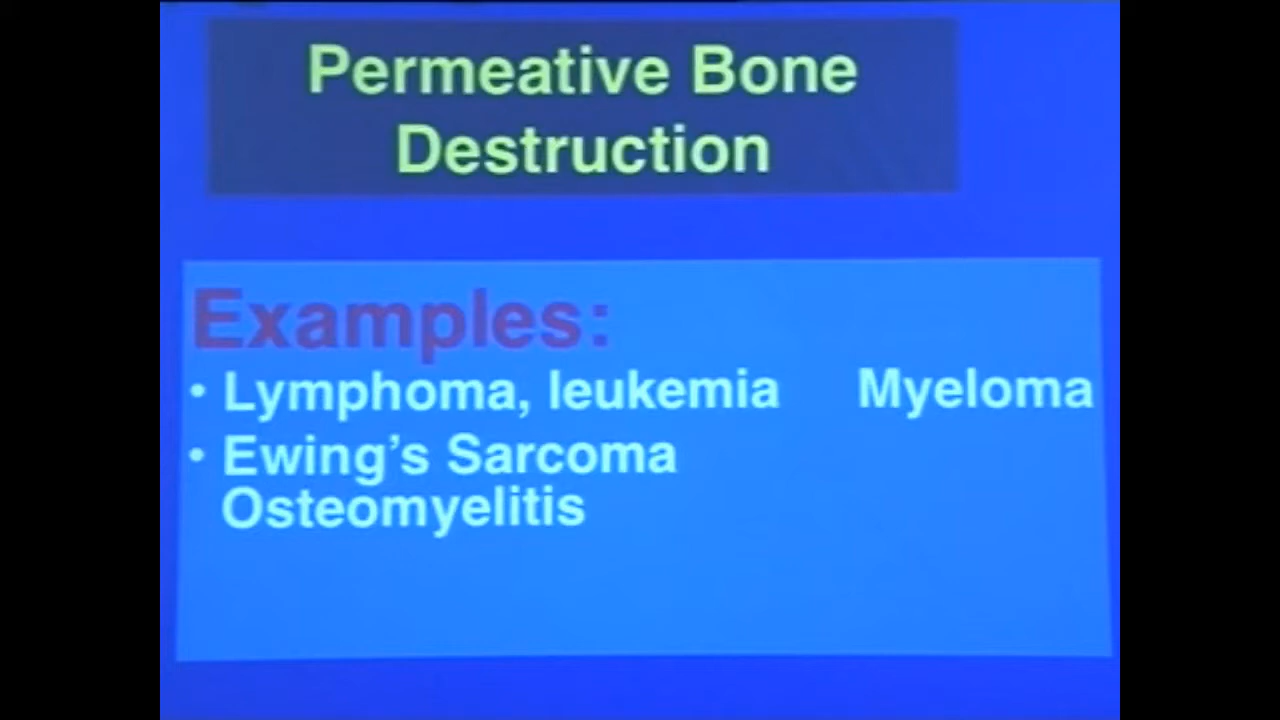 Permeative Bone
Destruction
Examples:
• Lymphoma, leukemia Myeloma
• Ewing’s Sarcoma
Osteomyelitis